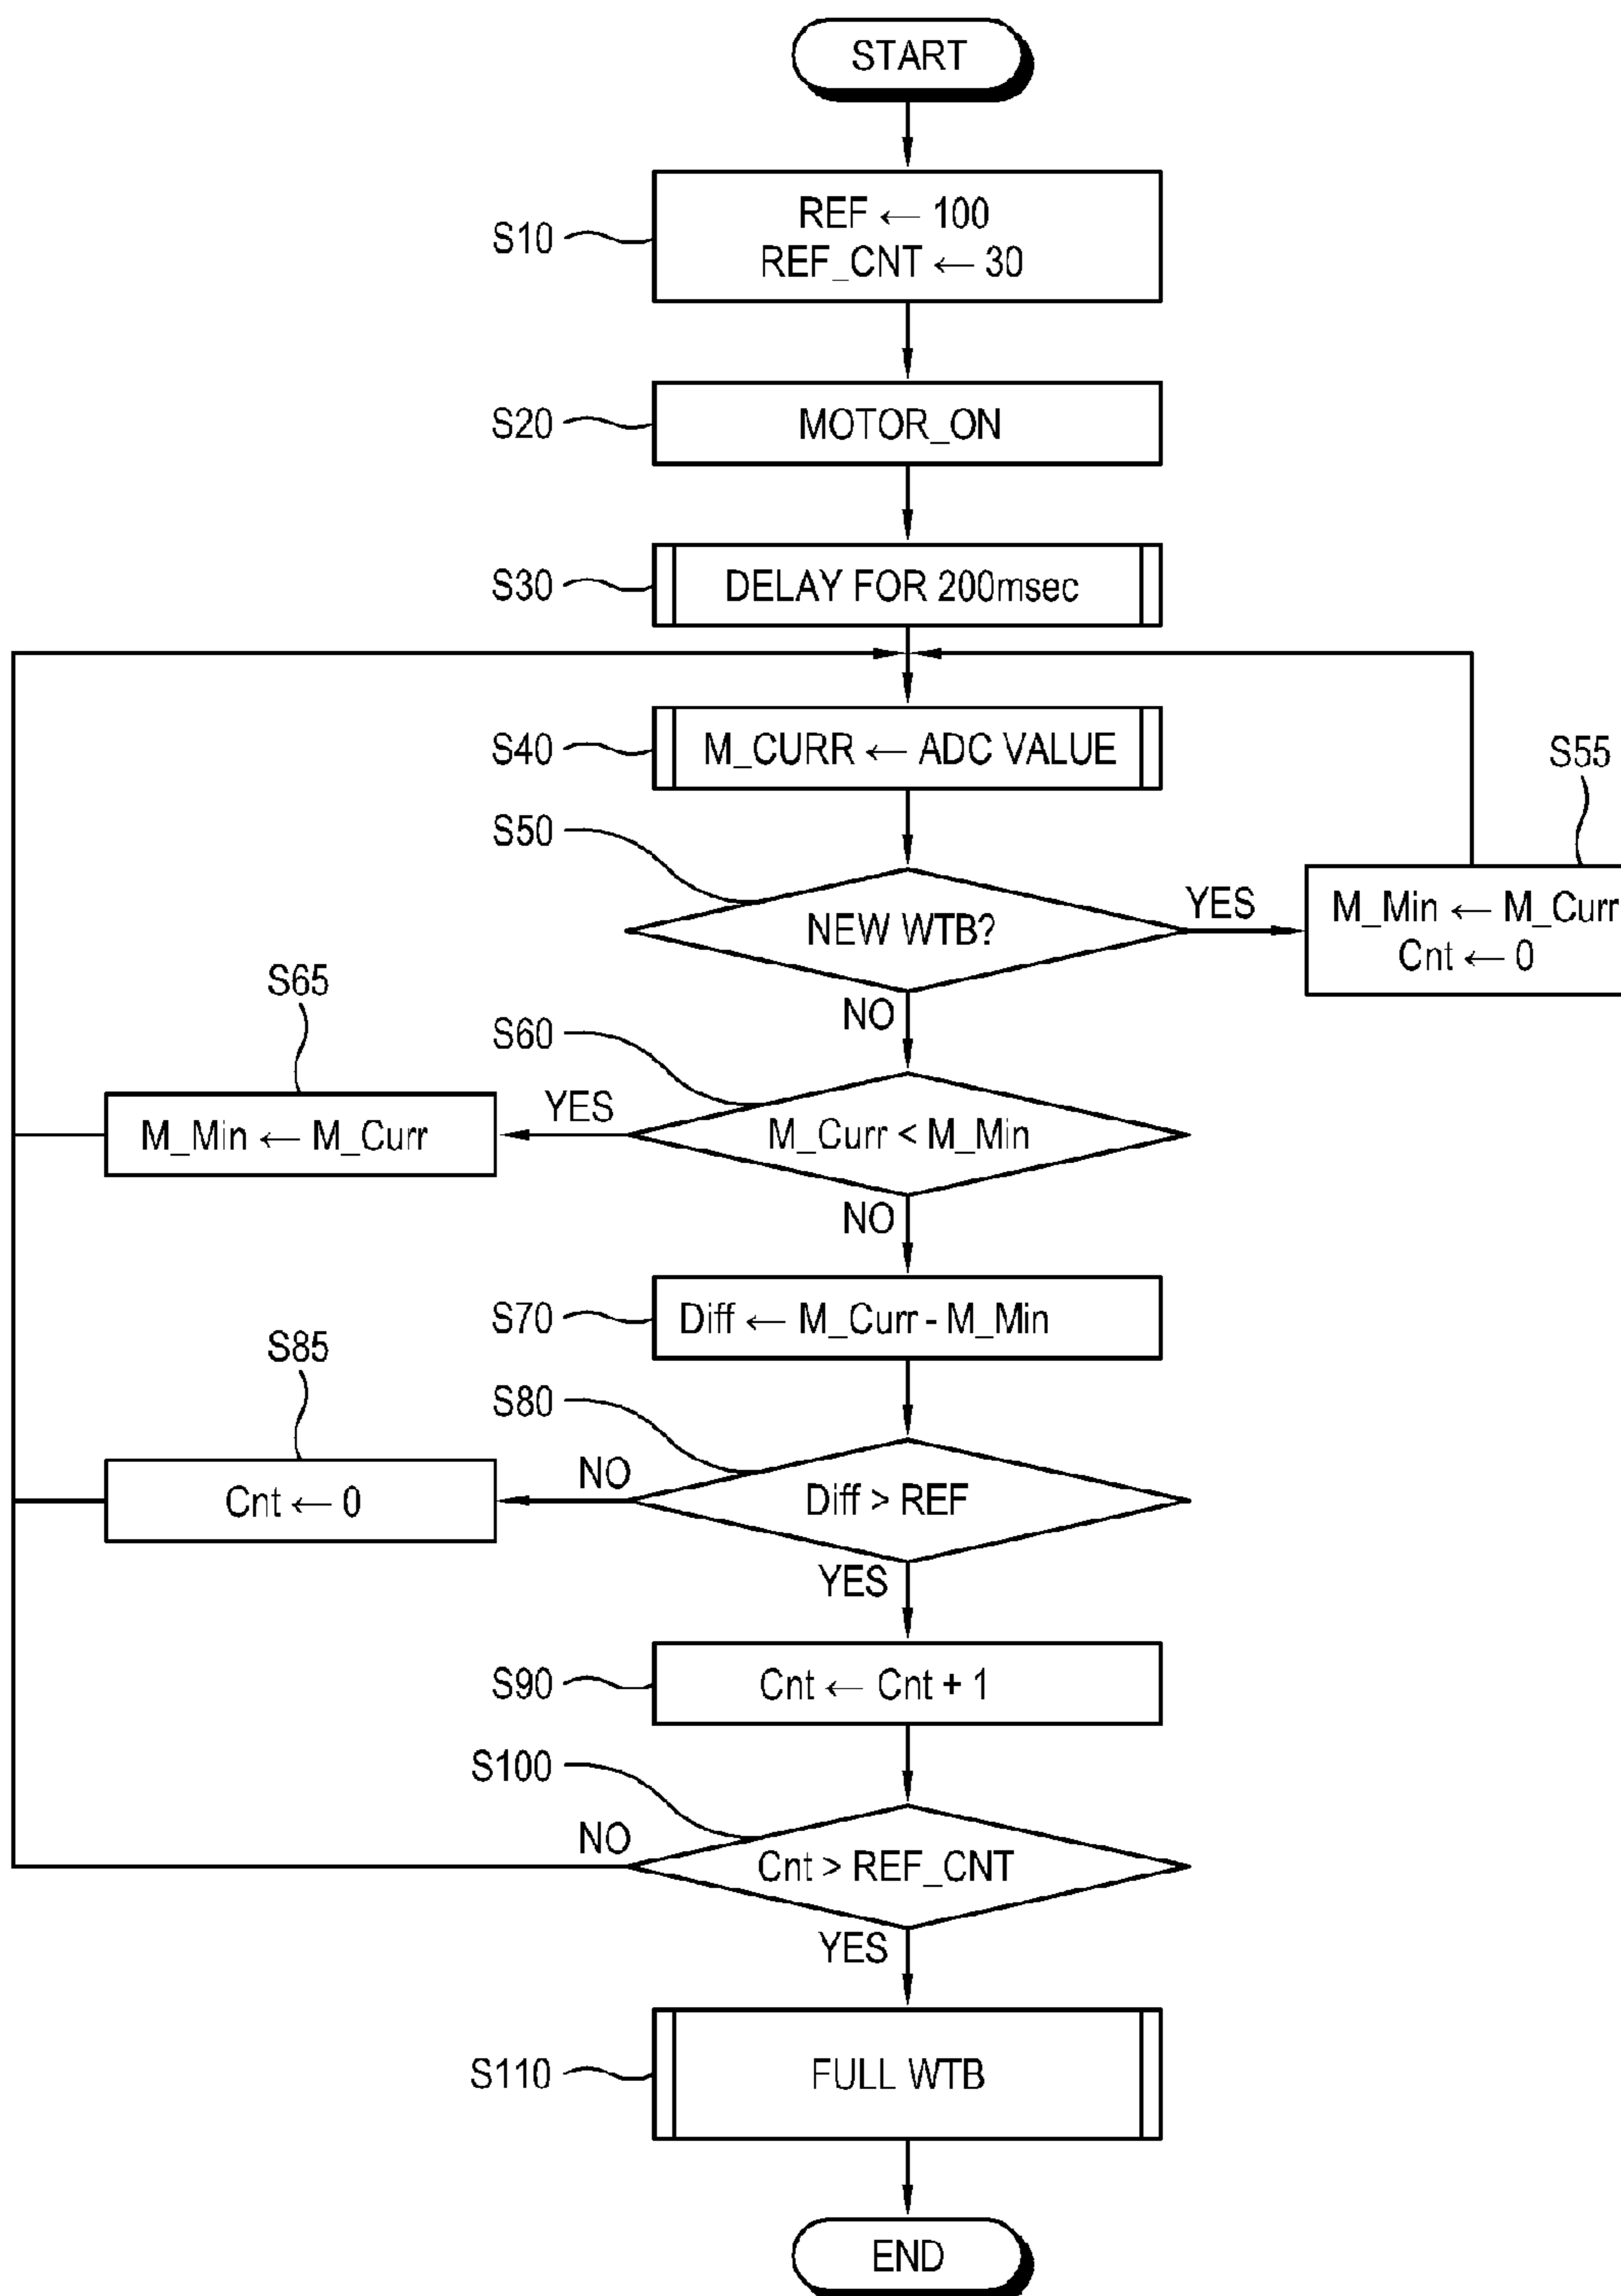 START
S10
REF ← 100
REF_CNT ← 30
S20
MOTOR_ON
S30
DELAY FOR 200msec
S40
M_CURR ← ADC VALUE
S55
S50
NEW WTB?
YES
M_Min ← M_Curr
Cnt ← 0
NO
S65
S60
YES
M_Min ← M_Curr
M_Curr < M_Min
NO
S70
Diff ← M_Curr - M_Min
S85
S80
NO
Cnt ← 0
Diff > REF
YES
S90
Cnt ← Cnt + 1
S100
NO
Cnt > REF_CNT
YES
S110
FULL WTB
END